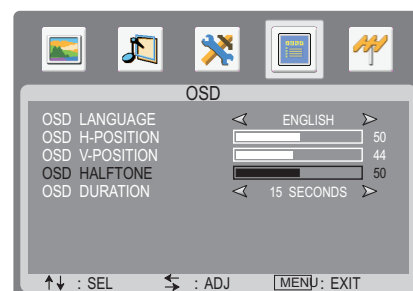 OSD
OSD LANGUAGE ENGLISH
OSD H-POSITION 50
OSD V-POSITION 44
OSD HALFTONE 50
OSD DURATION 15 SECONDS
: SEL : ADJ MENU: EXIT